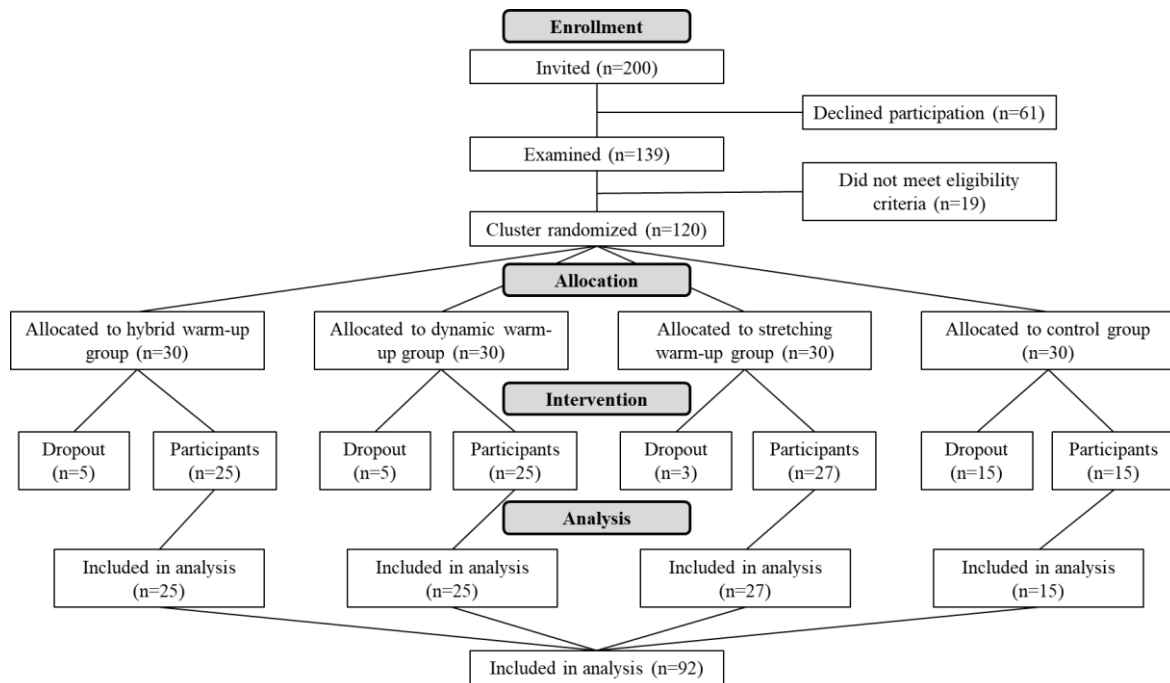 Enrollment
Invited (n=200)
Declined participation (n=61)
Examined (n=139)
Did not meet eligibility
criteria (n=19)
Cluster randomized (n=120)
Allocation
Allocated to hybrid warm-up
group (n=30)
Allocated to dynamic warm-
up group (n=30)
Allocated to stretching
warm-up group (n=30)
Allocated to control group
(n=30)
Intervention
Dropout
(n=5)
Participants
(n=25)
Dropout
(n=5)
Participants
(n=25)
Dropout
(n=3)
Participants
(n=27)
Dropout
(n=15)
Participants
(n=15)
Analysis
Included in analysis
(n=25)
Included in analysis
(n=25)
Included in analysis
(n=27)
Included in analysis
(n=15)
Included in analysis (n=92)